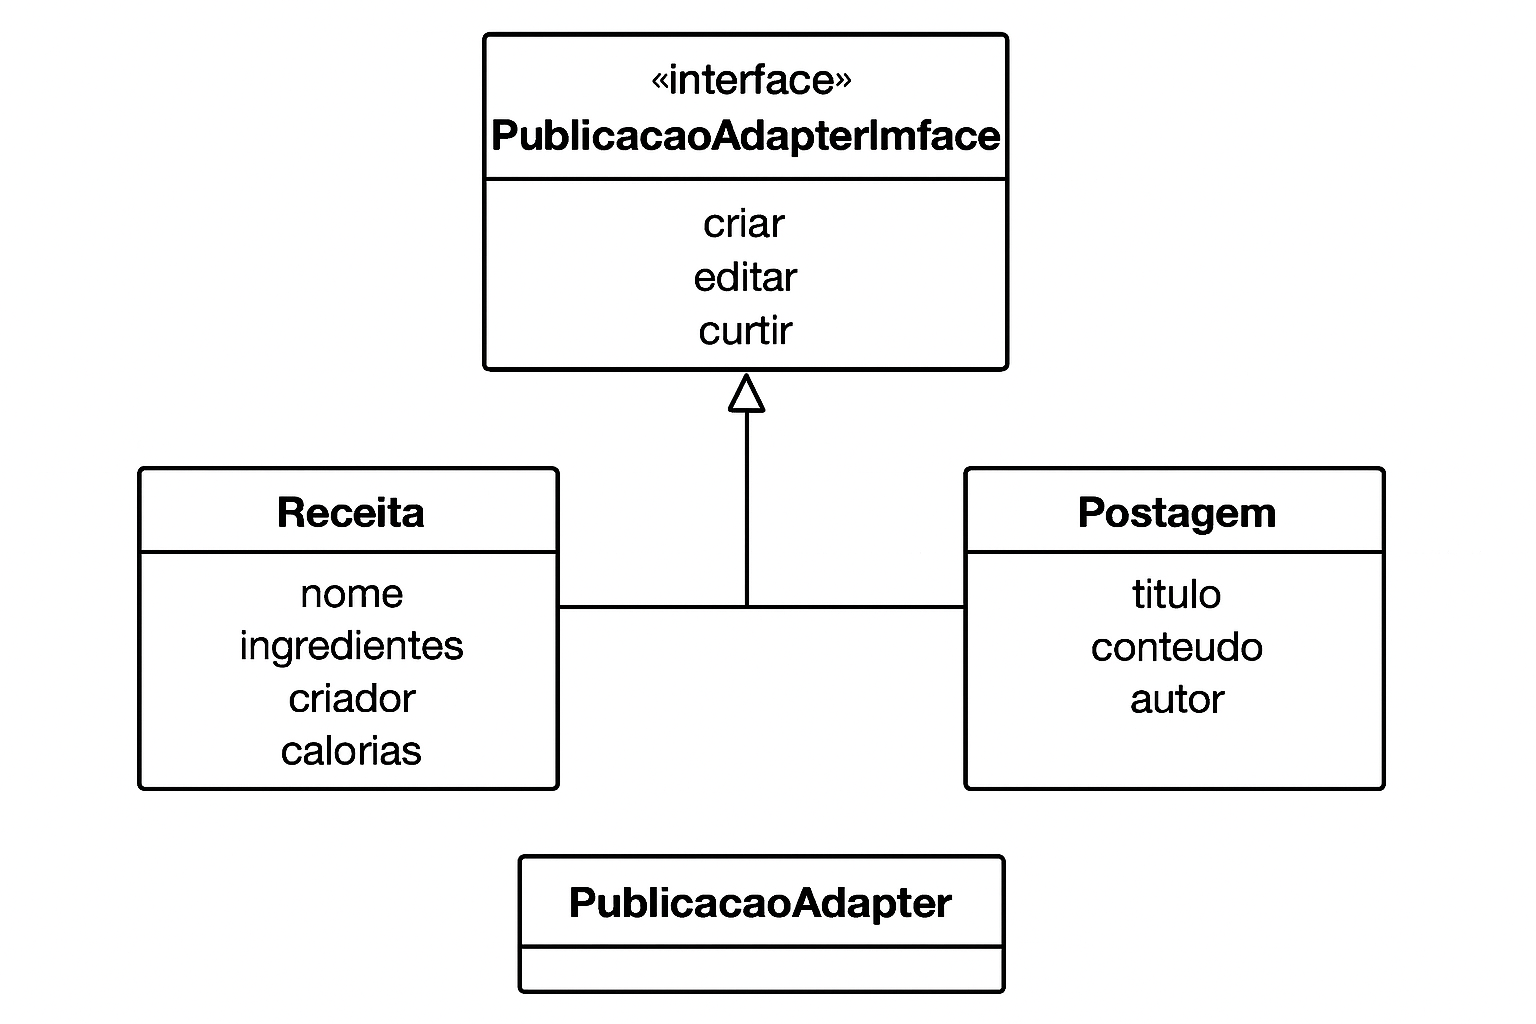 «interface»
PublicacaoAdapterImface
criar
editar
curtir
Receita
nome
ingredientes
criador
calorias
Postagem
titulo
conteudo
autor
PublicacaoAdapter